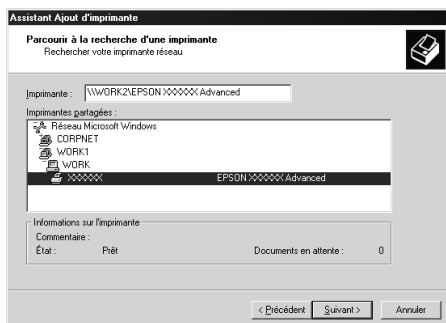 Assistant Ajout d'imprimante
Parcourir à la recherche d'une imprimante
Rechercher votre imprimante réseau
Imprimante : \\WORK2\EPSON XXXXXX Advanced
Imprimantes partagées :
Réseau Microsoft Windows
CORPNET
WORK1
WORK
XXXXXX EPSON XXXXXX Advanced
Informations sur l'imprimante
Commentaire :
État : Prêt Documents en attente : 0
< Précédent Suivant > Annuler